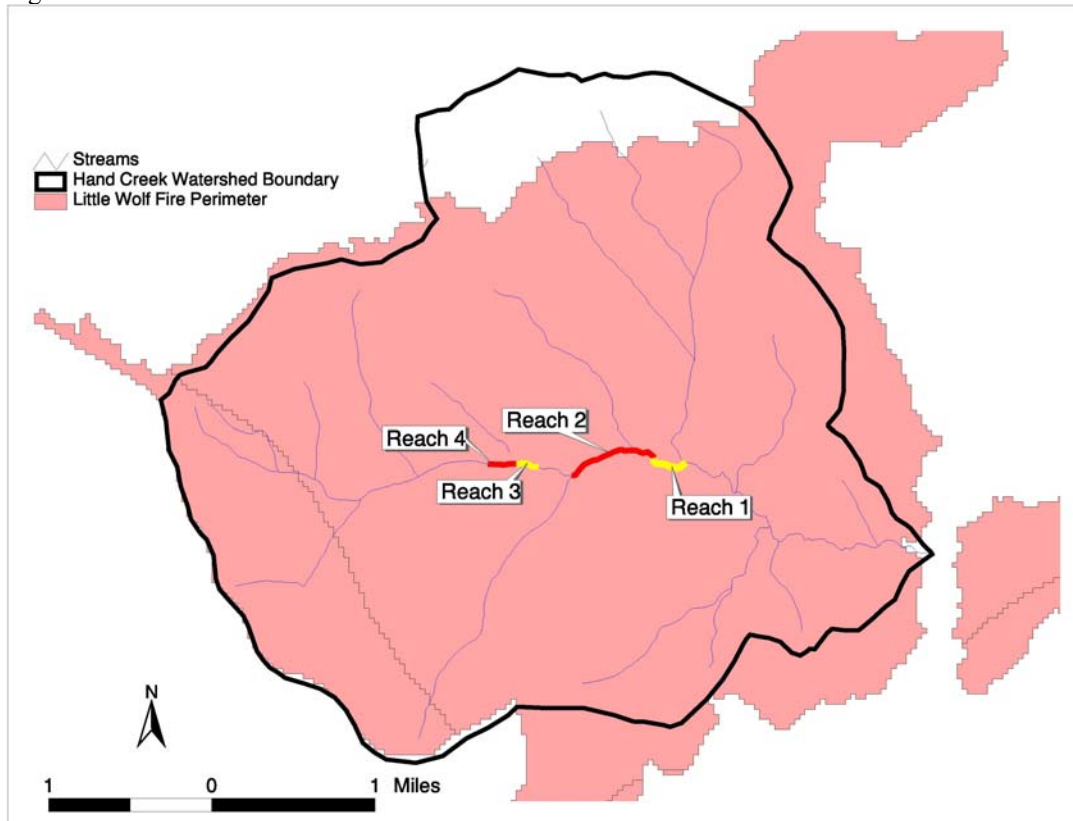 Streams
Hand Creek Watershed Boundary
Little Wolf Fire Perimeter
Reach 2
Reach 4
Reach 3
Reach 1
N
1 0 1 Miles